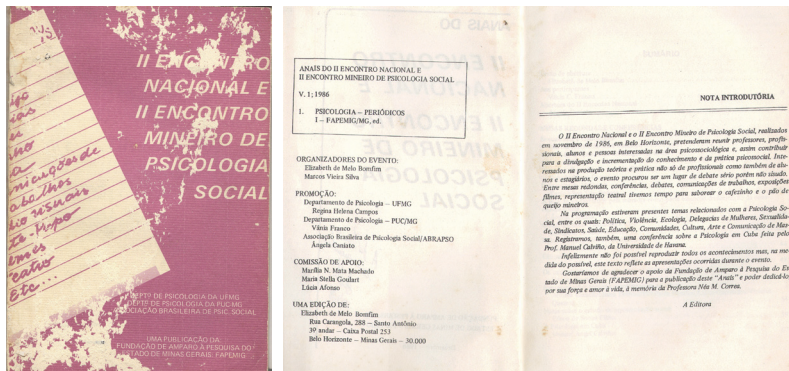 II ENCONTRO
NACIONAL E
II ENCONTRO
MINEIRO DE
PSICOLOGIA
SOCIAL
municações de
abalhos
dio visuais
te-Papo
Etc...
DEPTº DE PSICOLOGIA DA UFMG
DEPTº DE PSICOLOGIA DA PUC/MG
ASSOCIAÇÃO BRASILEIRA DE PSIC. SOCIAL
UMA PUBLICAÇÃO DA:
FUNDAÇÃO DE AMPARO À PESQUISA DO
ESTADO DE MINAS GERAIS. FAPEMIG
ANAIS DO II ENCONTRO NACIONAL E
II ENCONTRO MINEIRO DE PSICOLOGIA SOCIAL
V. 1; 1986
1. PSICOLOGIA – PERIÓDICOS
I – FAPEMIG/MG, ed.
ORGANIZADORES DO EVENTO:
Elizabeth de Melo Bomfim
Marcos Vieira Silva
PROMOÇÃO:
Departamento de Psicologia – UFMG
Regina Helena Campos
Departamento de Psicologia – PUC/MG
Vânia Franco
Associação Brasileira de Psicologia Social/ABRAPSO
Ângela Caniato
COMISSÃO DE APOIO:
Marília N. Mata Machado
Maria Stella Goulart
Lúcia Afonso
UMA EDIÇÃO DE:
Elizabeth de Melo Bomfim
Rua Carangola, 288 – Santo Antônio
3º andar – Caixa Postal 253
Belo Horizonte – Minas Gerais – 30.000
NOTA INTRODUTÓRIA
O II Encontro Nacional e o II Encontro Mineiro de Psicologia Social, realizados
em novembro de 1986, em Belo Horizonte, pretenderam reunir professores, profis-
sionais, alunos e pessoas interessadas na área psicossociológica e, assim contribuir
para a divulgação e incrementação do conhecimento e da prática psicossocial. Inte-
ressados na produção teórica e prática não só de profissionais como também de alu-
nos e estagiários, o evento procurou ser um lugar de debate sério porém não sisudo.
Entre mesas redondas, conferências, debates, comunicações de trabalhos, exposições
filmes, representação teatral tivemos tempo para saborear o cafezinho e o pão de
queijo mineiros.
Na programação estiveram presentes temas relacionados com a Psicologia So-
cial, entre os quais: Política, Violência, Ecologia, Delegacias de Mulheres, Sexualida-
de, Sindicatos, Saúde, Educação, Comunidades, Cultura, Arte e Comunicação de Mas-
sa. Registramos, também, uma conferência sobre a Psicologia em Cuba feita pelo
Prof. Manuel Calviño, da Universidade de Havana.
Infelizmente não foi possível reproduzir todos os acontecimentos mas, na me-
dida do possível, este texto reflete as apresentações ocorridas durante o evento.
Gostaríamos de agradecer o apoio da Fundação de Amparo à Pesquisa do Es
tado de Minas Gerais (FAPEMIG) para a publicação deste "Anais" e poder dedicá-lo
por sua força e amor à vida, à memória da Professora Néa M. Correa.
A Editora